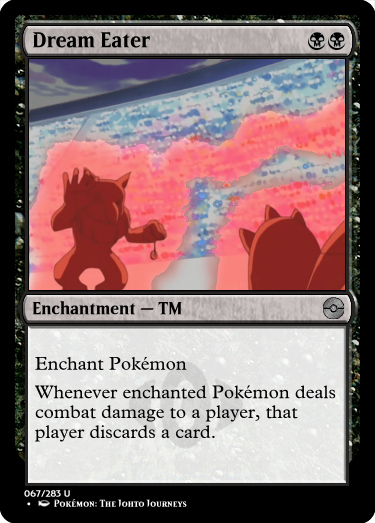 Dream Eater
Enchantment — TM
Enchant Pokémon
Whenever enchanted Pokémon deals
combat damage to a player, that
player discards a card.
067/283 U
• Pokémon: The Johto Journeys